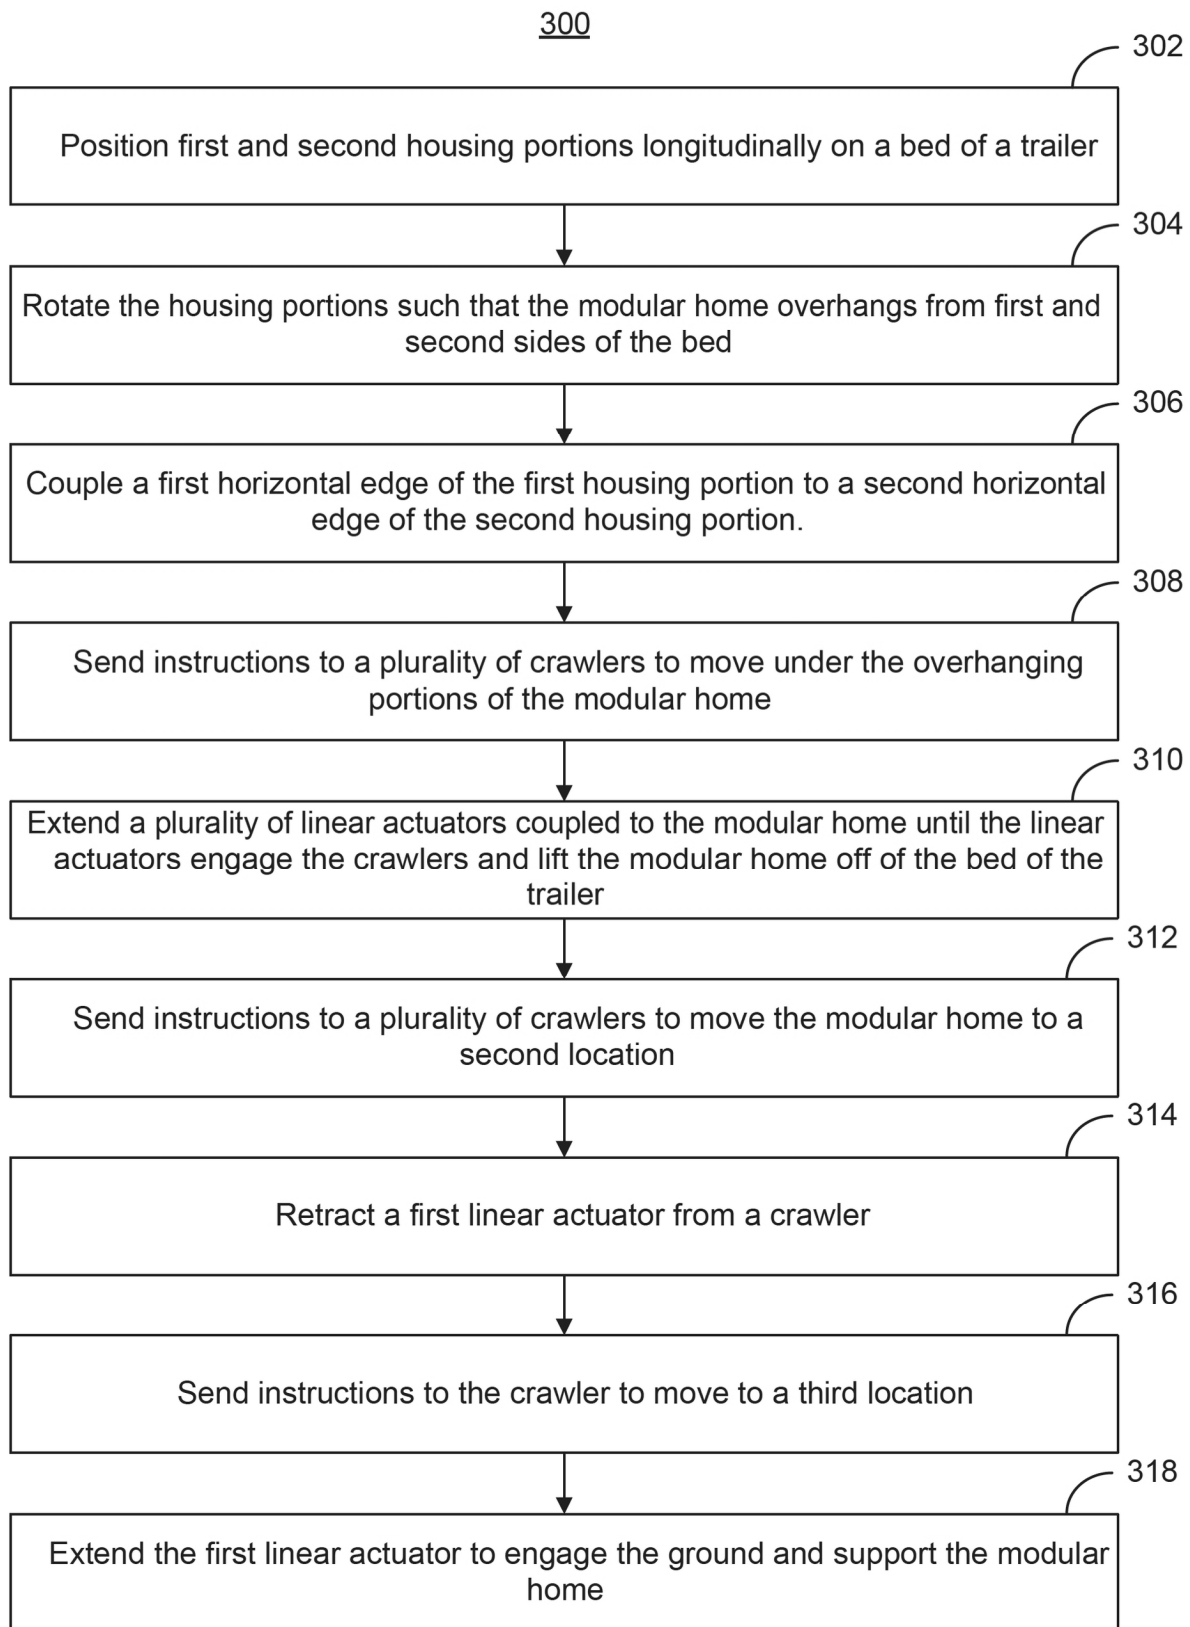 300
302
Position first and second housing portions longitudinally on a bed of a trailer
304
Rotate the housing portions such that the modular home overhangs from first and
second sides of the bed
306
Couple a first horizontal edge of the first housing portion to a second horizontal
edge of the second housing portion.
308
Send instructions to a plurality of crawlers to move under the overhanging
portions of the modular home
310
Extend a plurality of linear actuators coupled to the modular home until the linear
actuators engage the crawlers and lift the modular home off of the bed of the
trailer
312
Send instructions to a plurality of crawlers to move the modular home to a
second location
314
Retract a first linear actuator from a crawler
316
Send instructions to the crawler to move to a third location
318
Extend the first linear actuator to engage the ground and support the modular
home